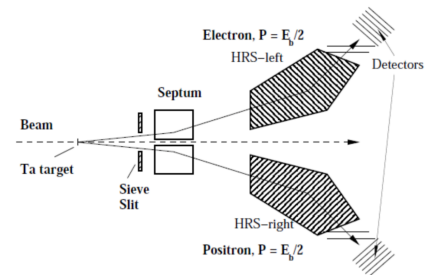 Electron, P = E_b/2
HRS-left
Detectors
Septum
Beam
Ta target
Sieve
Slit
HRS-right
Positron, P = E_b/2